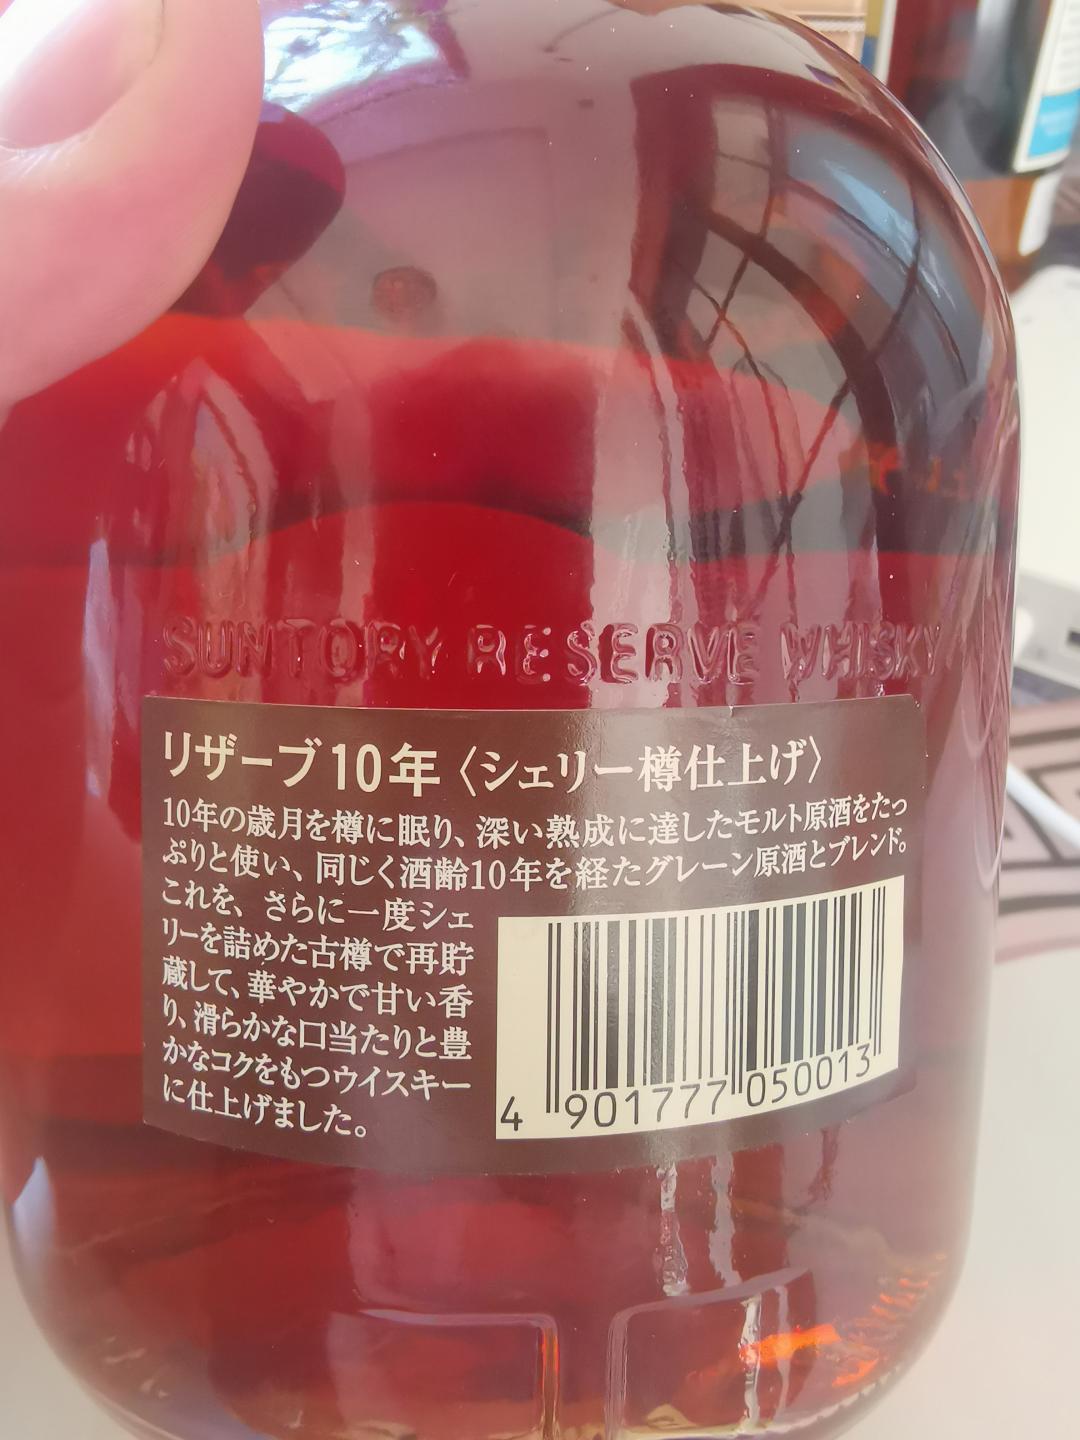 SUNTORY RESERVE WHISKY
リザーブ10年〈シェリー樽仕上げ〉
10年の歳月を樽に眠り、深い熟成に達したモルト原酒をたっ
ぷりと使い、同じく酒齢10年を経たグレーン原酒とブレンド。
これを、さらに一度シェ
リーを詰めた古樽で再貯
蔵して、華やかで甘い香
り、滑らかな口当たりと豊
かなコクをもつウイスキー
に仕上げました。
4 901777 050013